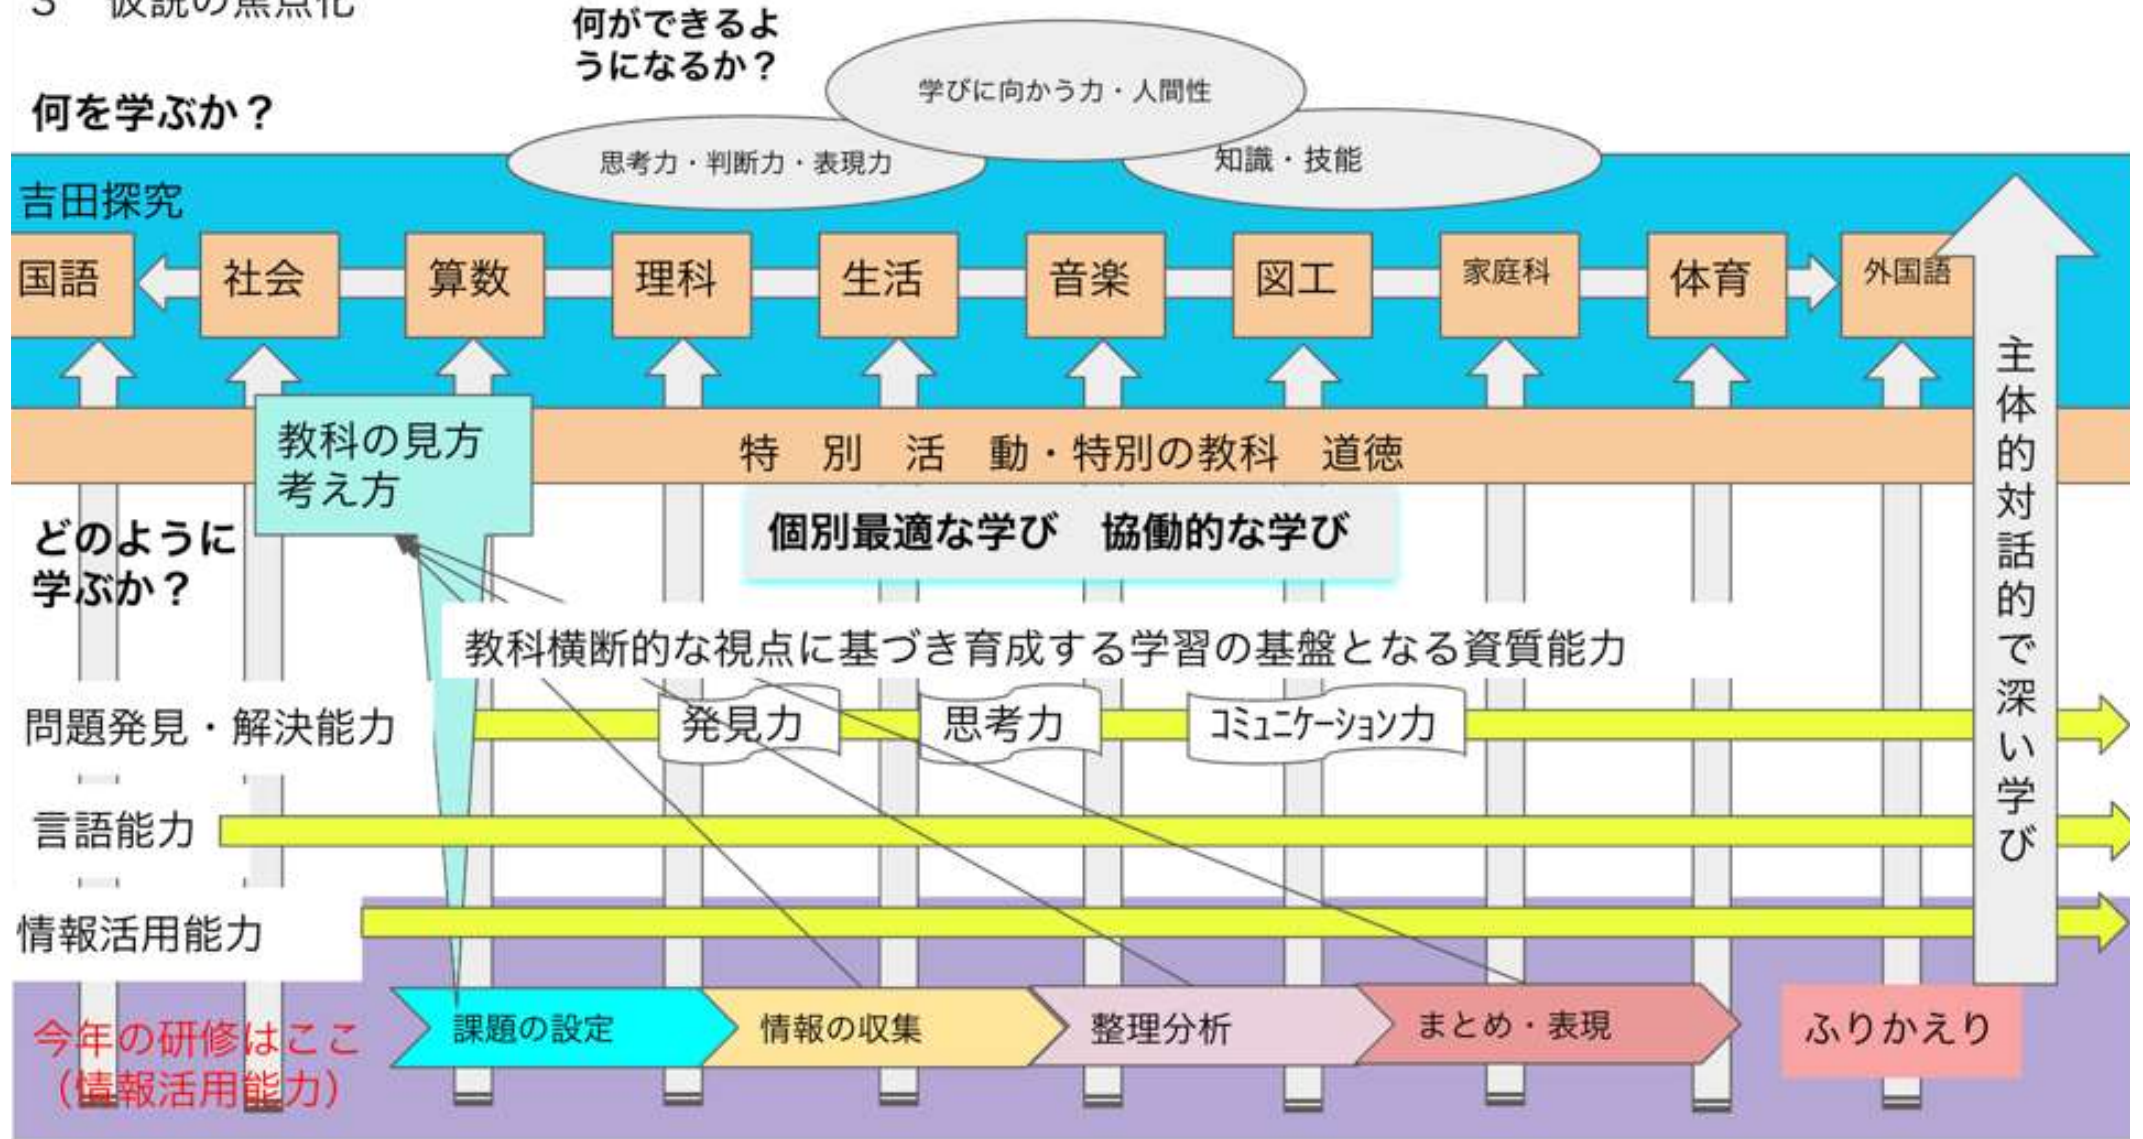 3 仮説の焦点化
何ができるよ
うになるか？
何を学ぶか？
学びに向かう力・人間性
思考力・判断力・表現力
知識・技能
吉田探究
国語
社会
算数
理科
生活
音楽
図工
家庭科
体育
外国語
教科の見方
考え方
特 別 活 動・特別の教科 道徳
主体的対話的で深い学び
どのように
学ぶか？
個別最適な学び 協働的な学び
教科横断的な視点に基づき育成する学習の基盤となる資質能力
問題発見・解決能力
発見力
思考力
コミュニケーション力
言語能力
情報活用能力
今年の研修はここ
（情報活用能力）
課題の設定
情報の収集
整理分析
まとめ・表現
ふりかえり